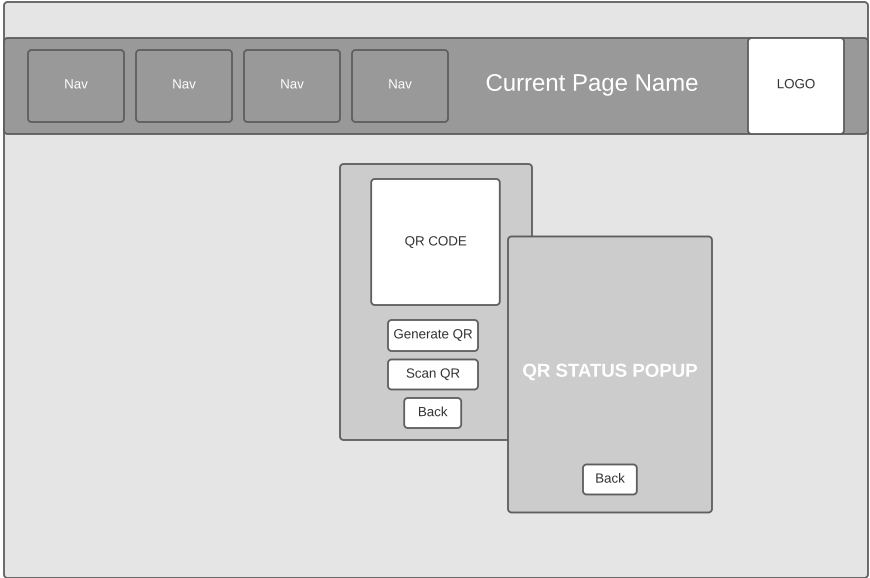 Nav
Nav
Nav
Nav
Current Page Name
LOGO
QR CODE
Generate QR
Scan QR
Back
QR STATUS POPUP
Back